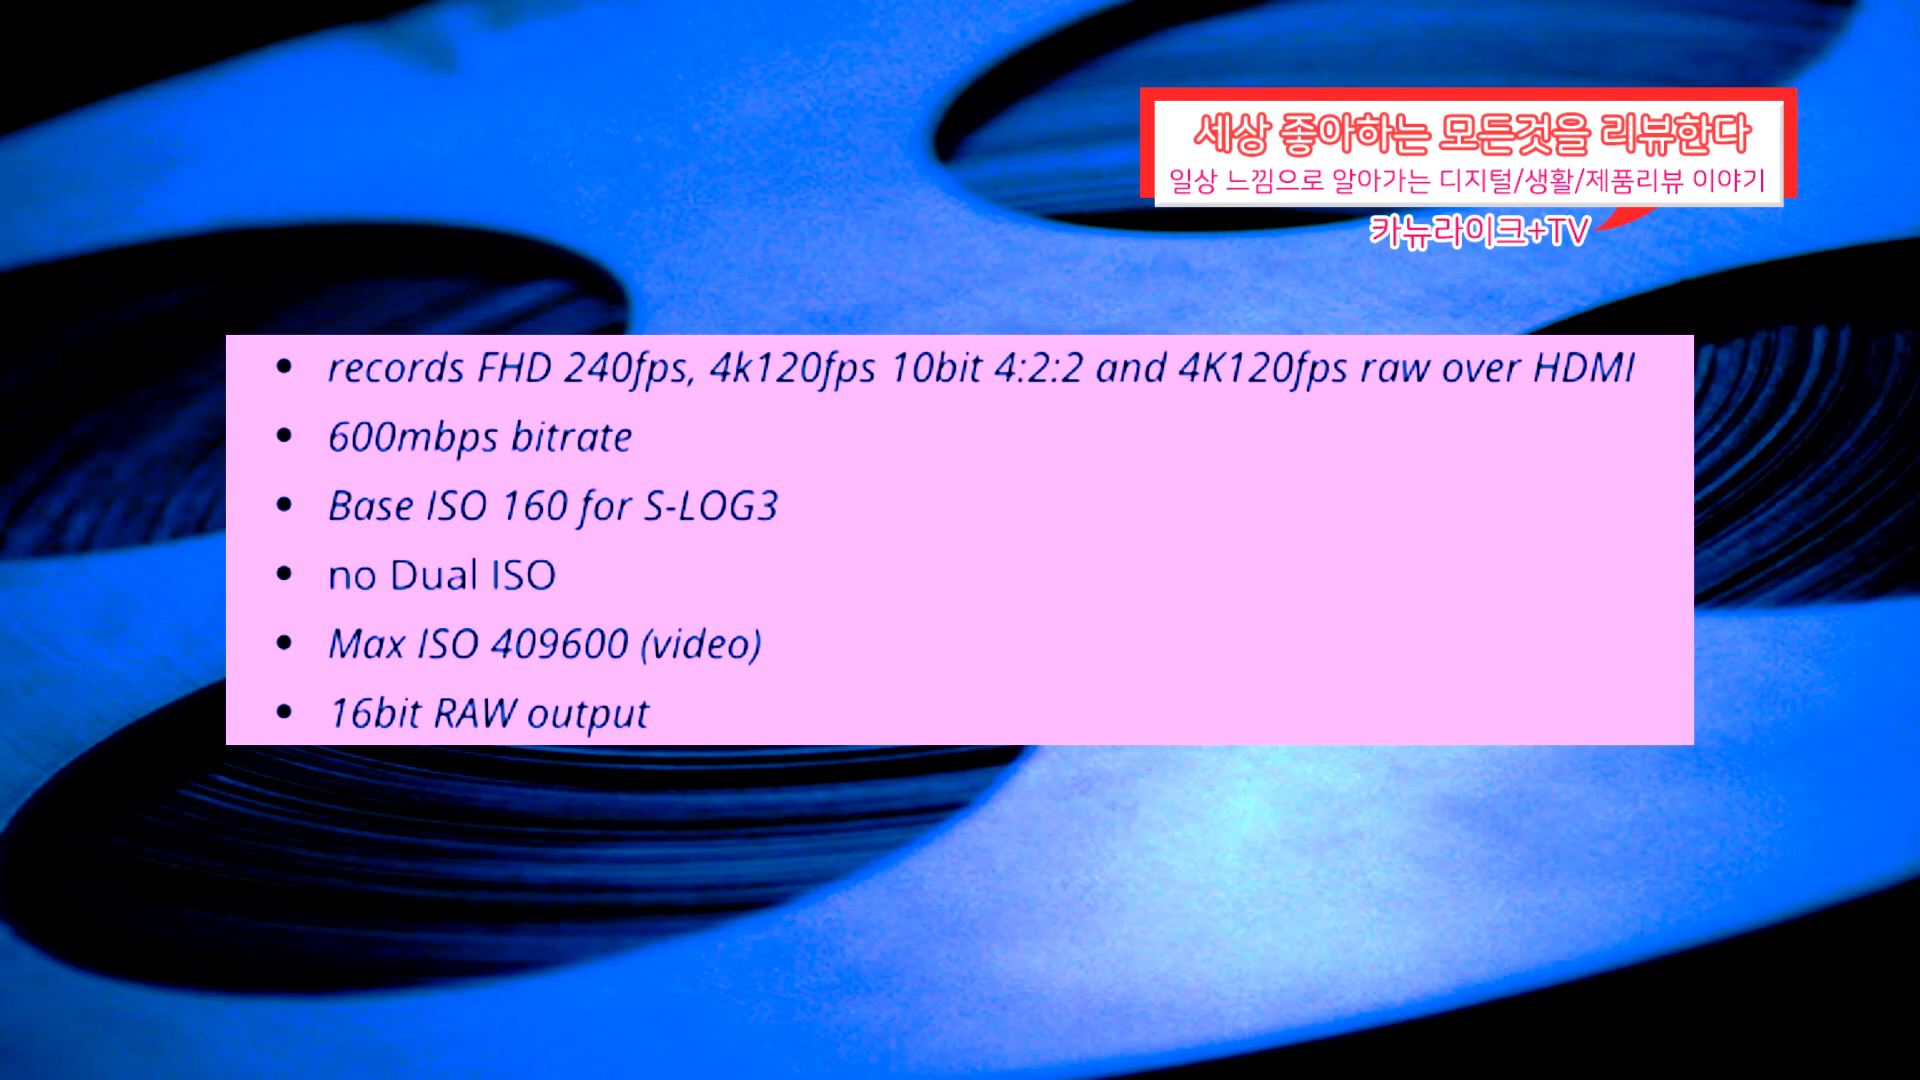 세상 좋아하는 모든것을 리뷰한다
일상 느낌으로 알아가는 디지털/생활/제품리뷰 이야기
카뉴라이크+TV
• records FHD 240fps, 4k120fps 10bit 4:2:2 and 4K120fps raw over HDMI
• 600mbps bitrate
• Base ISO 160 for S-LOG3
• no Dual ISO
• Max ISO 409600 (video)
• 16bit RAW output